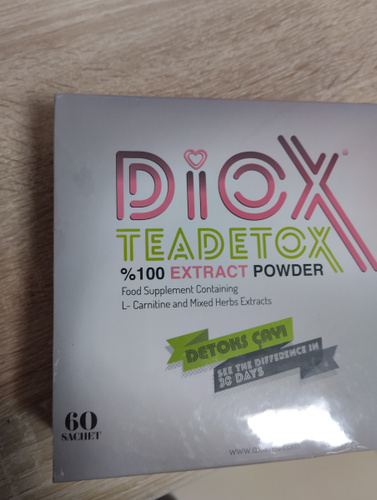 DiOX
TEADETOX
%100 EXTRACT POWDER
Food Supplement Containing
L- Carnitine and Mixed Herbs Extracts
DETOKS ÇAYI
SEE THE DIFFERENCE IN
30 DAYS
60
SACHET